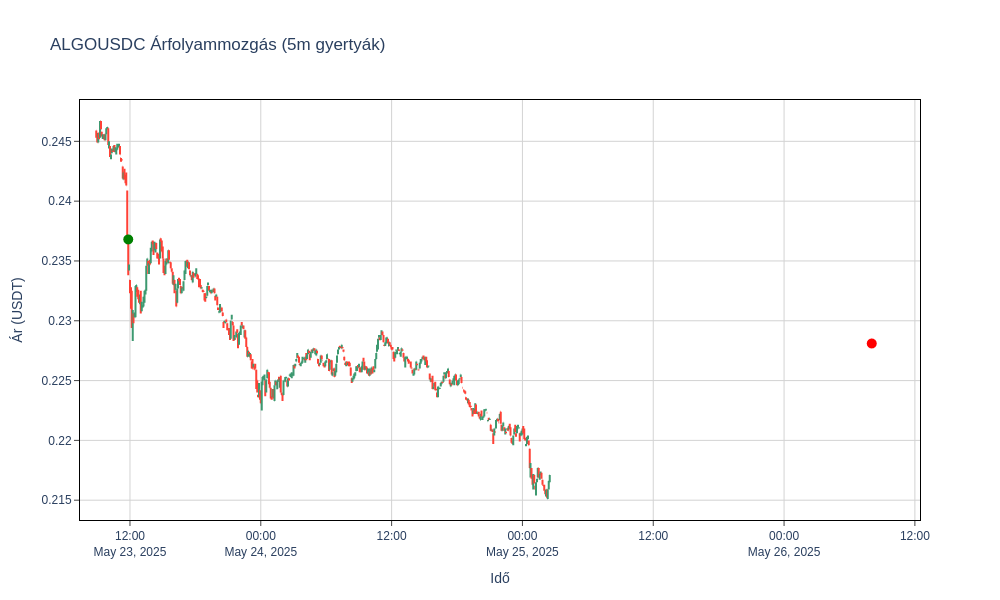 ALGOUSDC Árfolyammozgás (5m gyertyák)
Ár (USDT)
0.245
0.24
0.235
0.23
0.225
0.22
0.215
12:00 00:00 12:00 00:00 12:00 00:00 12:00
May 23, 2025 May 24, 2025 May 25, 2025 May 26, 2025
Idő